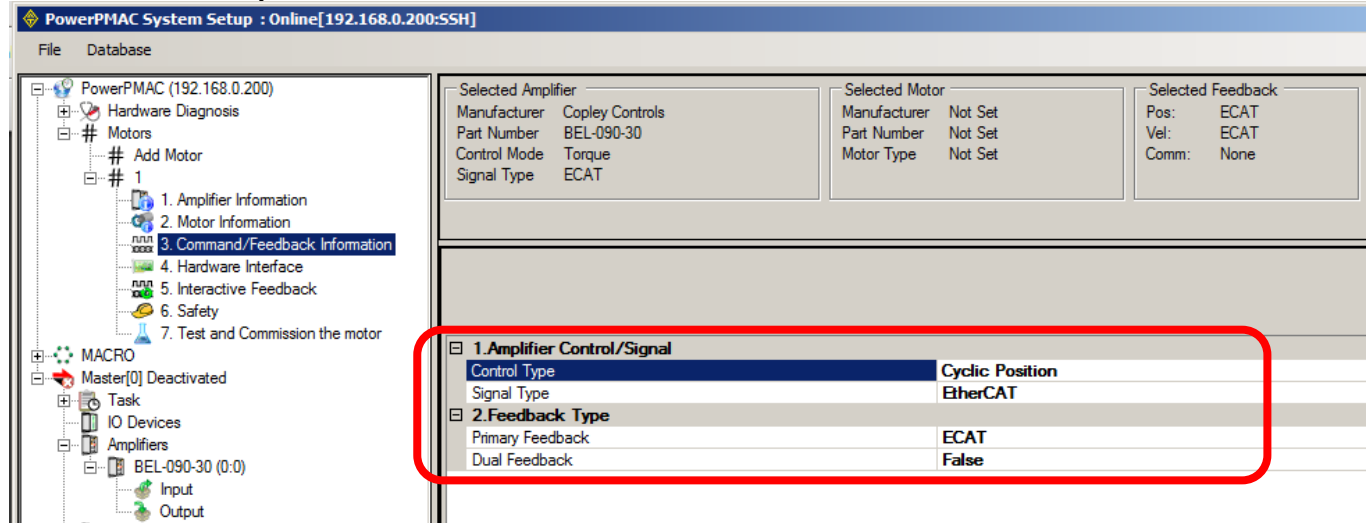 PowerPMAC System Setup : Online[192.168.0.200:SSH]
File Database
PowerPMAC (192.168.0.200)
Hardware Diagnosis
# Motors
# Add Motor
# 1
1. Amplifier Information
2. Motor Information
3. Command/Feedback Information
4. Hardware Interface
5. Interactive Feedback
6. Safety
7. Test and Commission the motor
MACRO
Master[0] Deactivated
Task
IO Devices
Amplifiers
BEL-090-30 (0:0)
Input
Output
Selected Amplifier
Manufacturer Copley Controls
Part Number BEL-090-30
Control Mode Torque
Signal Type ECAT
Selected Motor
Manufacturer Not Set
Part Number Not Set
Motor Type Not Set
Selected Feedback
Pos: ECAT
Vel: ECAT
Comm: None
1.Amplifier Control/Signal
Control Type Cyclic Position
Signal Type EtherCAT
2.Feedback Type
Primary Feedback ECAT
Dual Feedback False